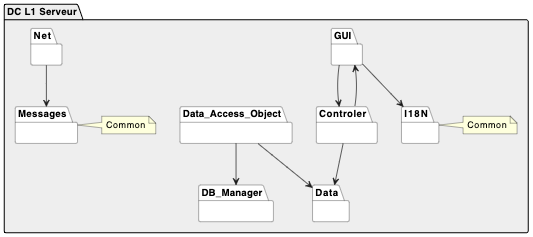 DC L1 Serveur
Net
GUI
Messages
Common
Data_Access_Object
Controler
I18N
Common
DB_Manager
Data